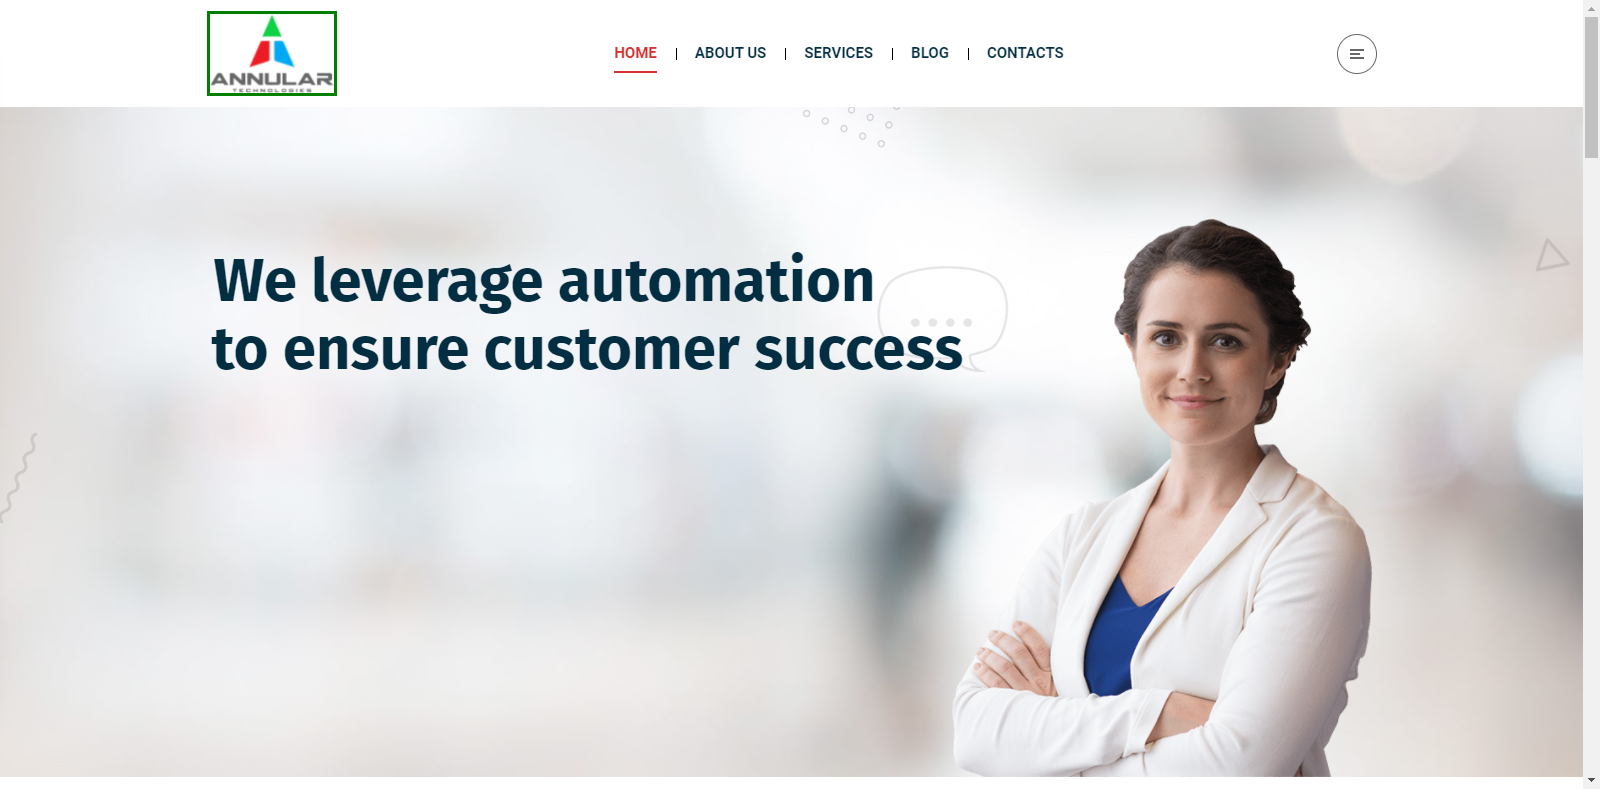 ANNULAR
TECHNOLOGIES
HOME
ABOUT US
SERVICES
BLOG
CONTACTS
We leverage automation
to ensure customer success